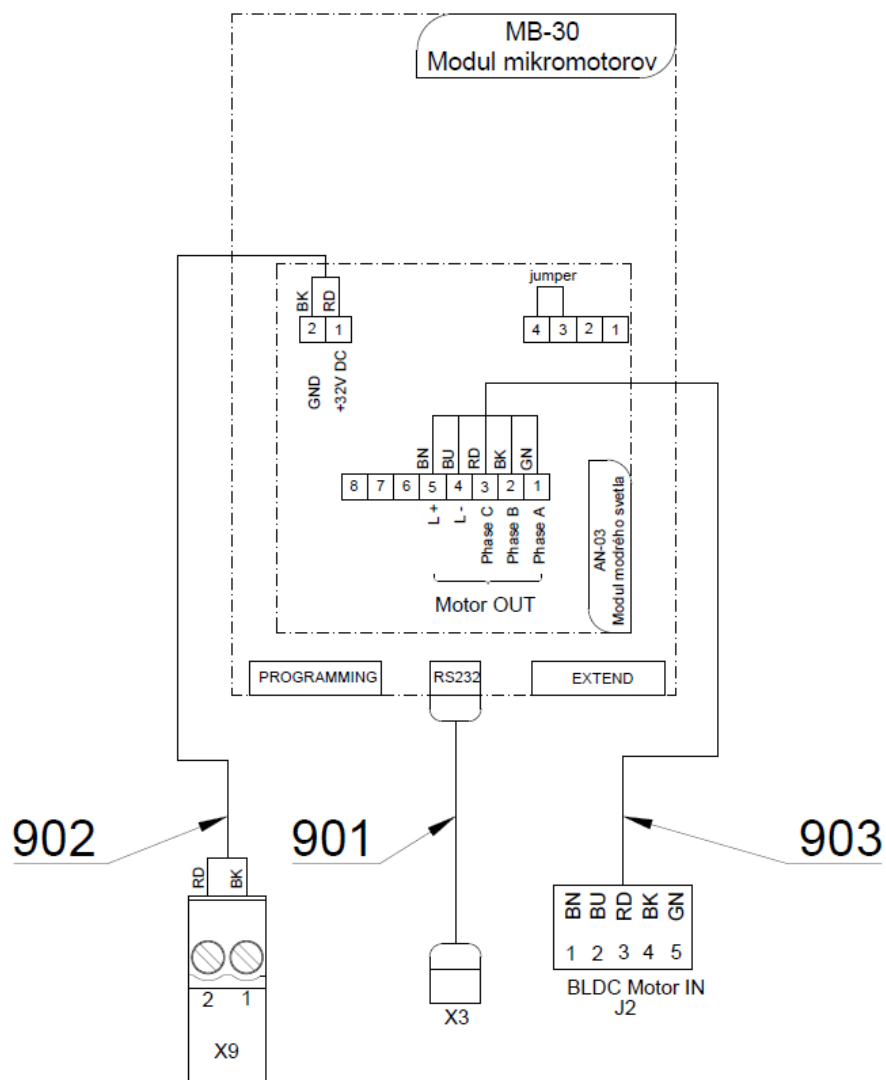 MB-30
Modul mikromotorov
jumper
BK
RD
2
1
4
3
2
1
GND
+32V DC
BN
BU
RD
BK
GN
8
7
6
5
4
3
2
1
L +
L -
Phase C
Phase B
Phase A
Motor OUT
AN-03
Modul modrého svetla
PROGRAMMING
RS232
EXTEND
902
901
903
RD
BK
2
1
X9
X3
BN
BU
RD
BK
GN
1
2
3
4
5
BLDC Motor IN
J2